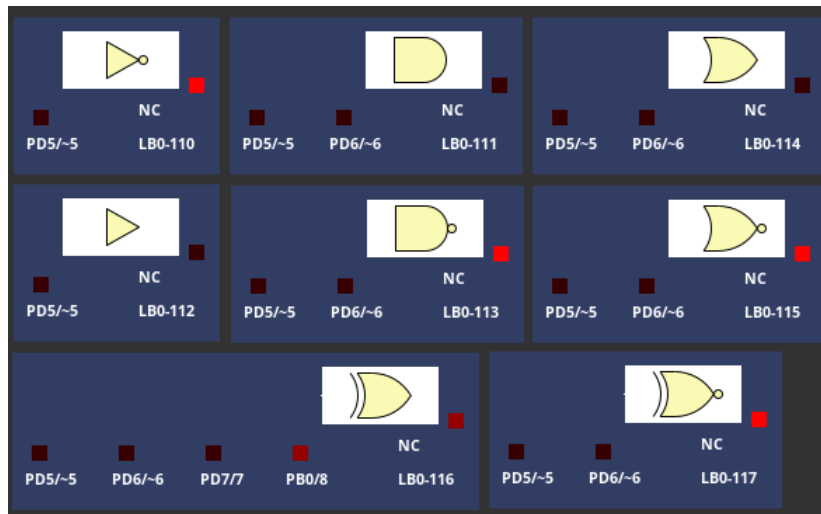 NC
PD5/~5 LB0-110
NC
PD5/~5 PD6/~6 LB0-111
NC
PD5/~5 PD6/~6 LB0-114
NC
PD5/~5 LB0-112
NC
PD5/~5 PD6/~6 LB0-113
NC
PD5/~5 PD6/~6 LB0-115
NC
PD5/~5 PD6/~6 PD7/7 PB0/8 LB0-116
NC
PD5/~5 PD6/~6 LB0-117